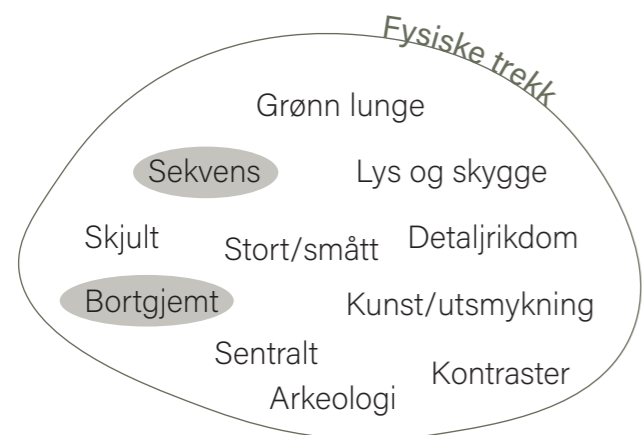 Fysiske trekk
Grønn lunge
Sekvens
Lys og skygge
Skjult
Stort/smått
Detaljrikdom
Bortgjemt
Kunst/utsmykning
Sentralt
Kontraster
Arkeologi